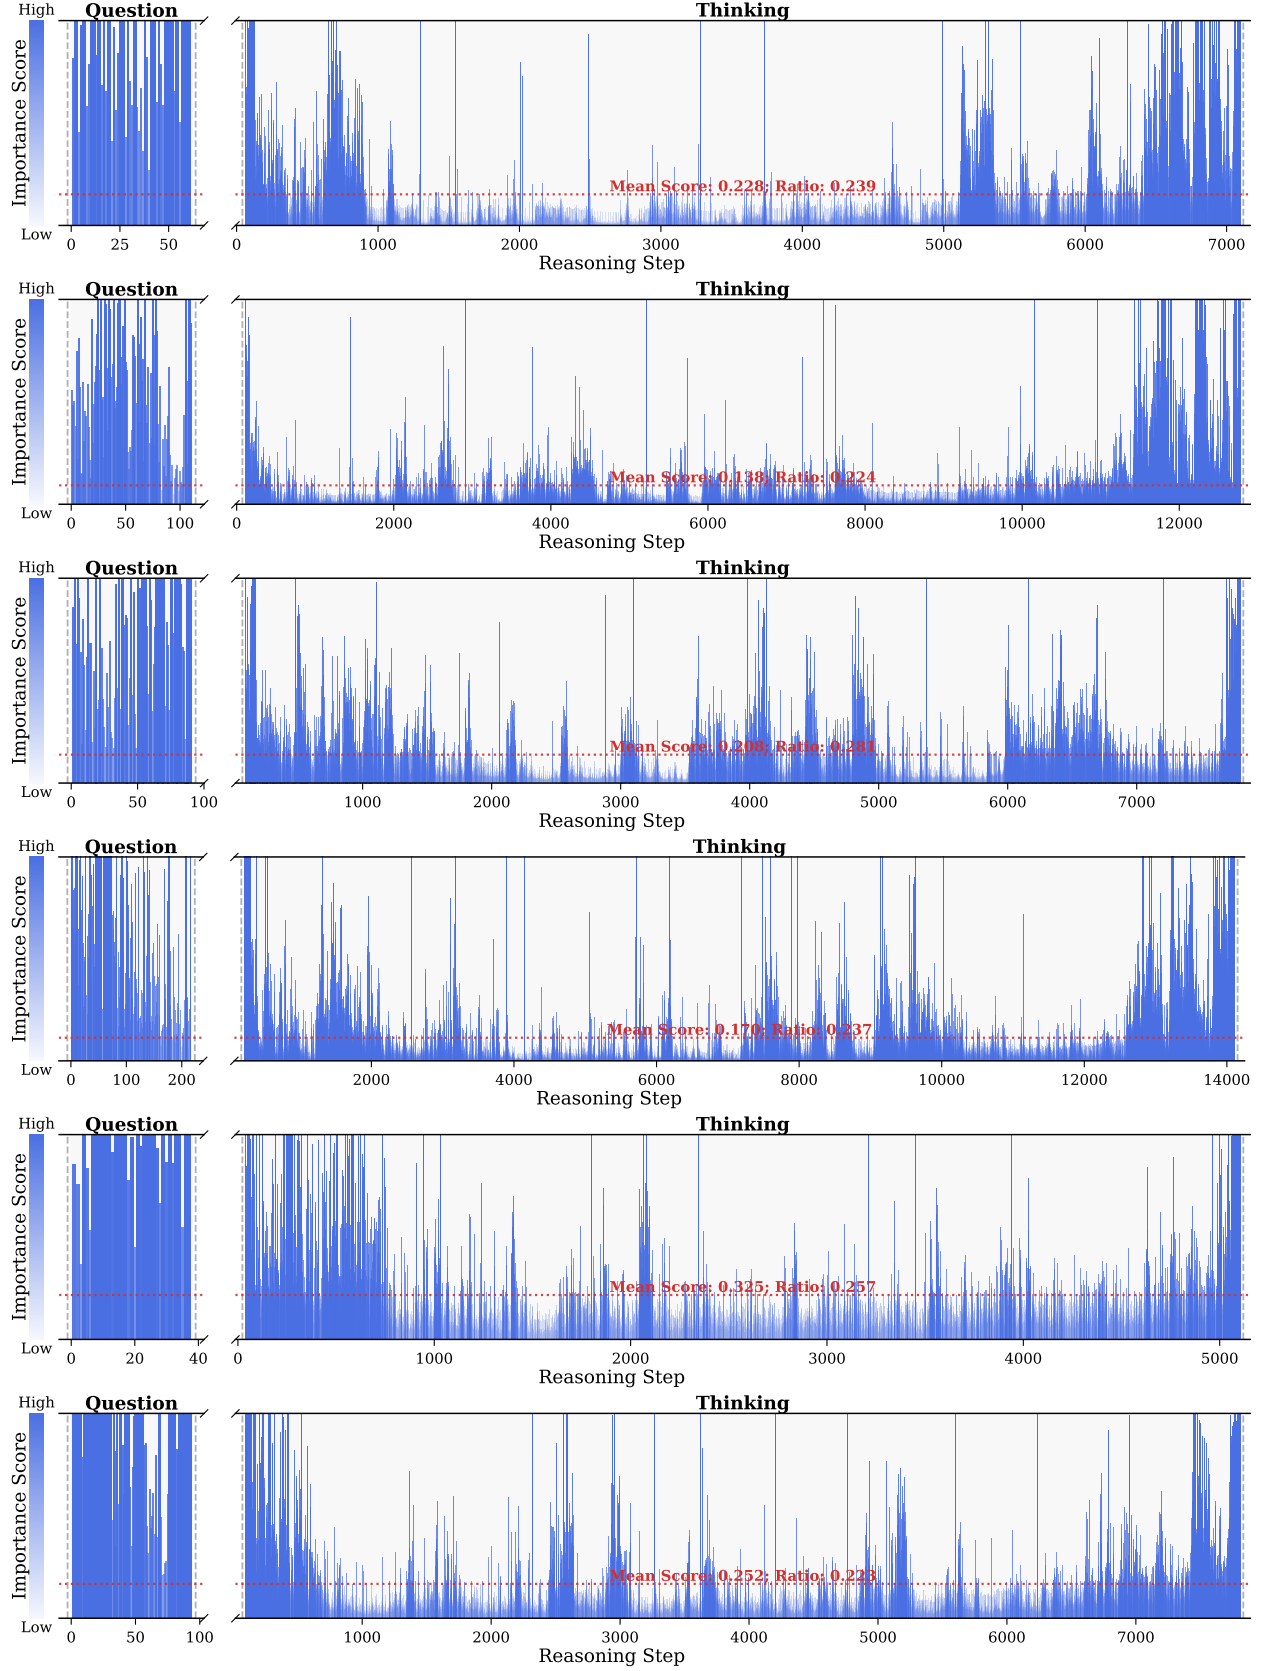 High Question Thinking
Importance Score
Mean Score: 0.228; Ratio: 0.239
Low
0 25 50 0 1000 2000 3000 4000 5000 6000 7000
Reasoning Step
High Question Thinking
Importance Score
Mean Score: 0.138; Ratio: 0.224
Low
0 50 100 0 2000 4000 6000 8000 10000 12000
Reasoning Step
High Question Thinking
Importance Score
Mean Score: 0.208; Ratio: 0.281
Low
0 50 100 1000 2000 3000 4000 5000 6000 7000
Reasoning Step
High Question Thinking
Importance Score
Mean Score: 0.170; Ratio: 0.237
Low
0 100 200 2000 4000 6000 8000 10000 12000 14000
Reasoning Step
High Question Thinking
Importance Score
Mean Score: 0.325; Ratio: 0.257
Low
0 20 40 0 1000 2000 3000 4000 5000
Reasoning Step
High Question Thinking
Importance Score
Mean Score: 0.252; Ratio: 0.223
Low
0 50 100 1000 2000 3000 4000 5000 6000 7000
Reasoning Step